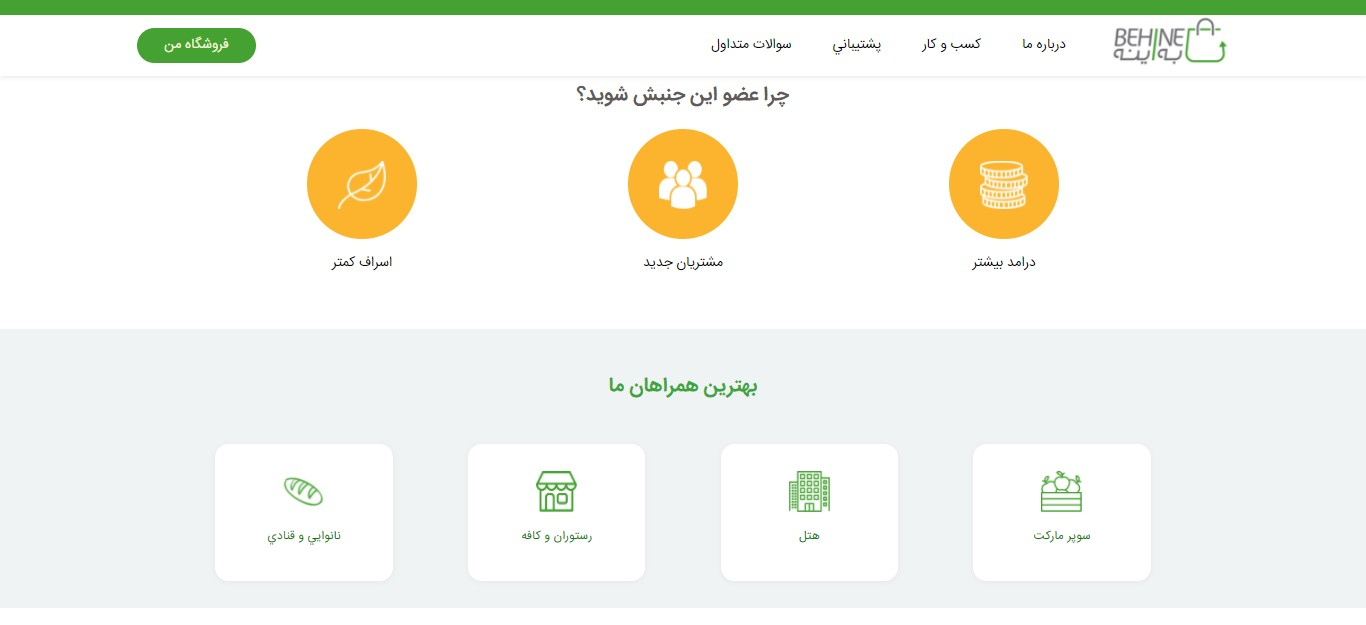 BEHINE
به اینه
درباره ما
کسب و کار
پشتيباني
سوالات متداول
فروشگاه من
چرا عضو این جنبش شوید؟
درامد بیشتر
مشتریان جدید
اسراف کمتر
بهترین همراهان ما
سوپر مارکت
هتل
رستوران و کافه
نانوايي و قنادي